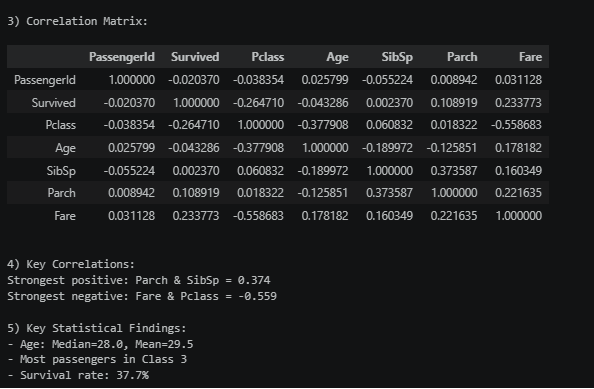 3) Correlation Matrix:
PassengerId Survived Pclass Age SibSp Parch Fare
PassengerId 1.000000 -0.020370 -0.038354 0.025799 -0.055224 0.008942 0.031128
Survived -0.020370 1.000000 -0.264710 -0.043286 0.002370 0.108919 0.233773
Pclass -0.038354 -0.264710 1.000000 -0.377908 0.060832 0.018322 -0.558683
Age 0.025799 -0.043286 -0.377908 1.000000 -0.189972 -0.125851 0.178182
SibSp -0.055224 0.002370 0.060832 -0.189972 1.000000 0.373587 0.160349
Parch 0.008942 0.108919 0.018322 -0.125851 0.373587 1.000000 0.221635
Fare 0.031128 0.233773 -0.558683 0.178182 0.160349 0.221635 1.000000
4) Key Correlations:
Strongest positive: Parch & SibSp = 0.374
Strongest negative: Fare & Pclass = -0.559
5) Key Statistical Findings:
- Age: Median=28.0, Mean=29.5
- Most passengers in Class 3
- Survival rate: 37.7%